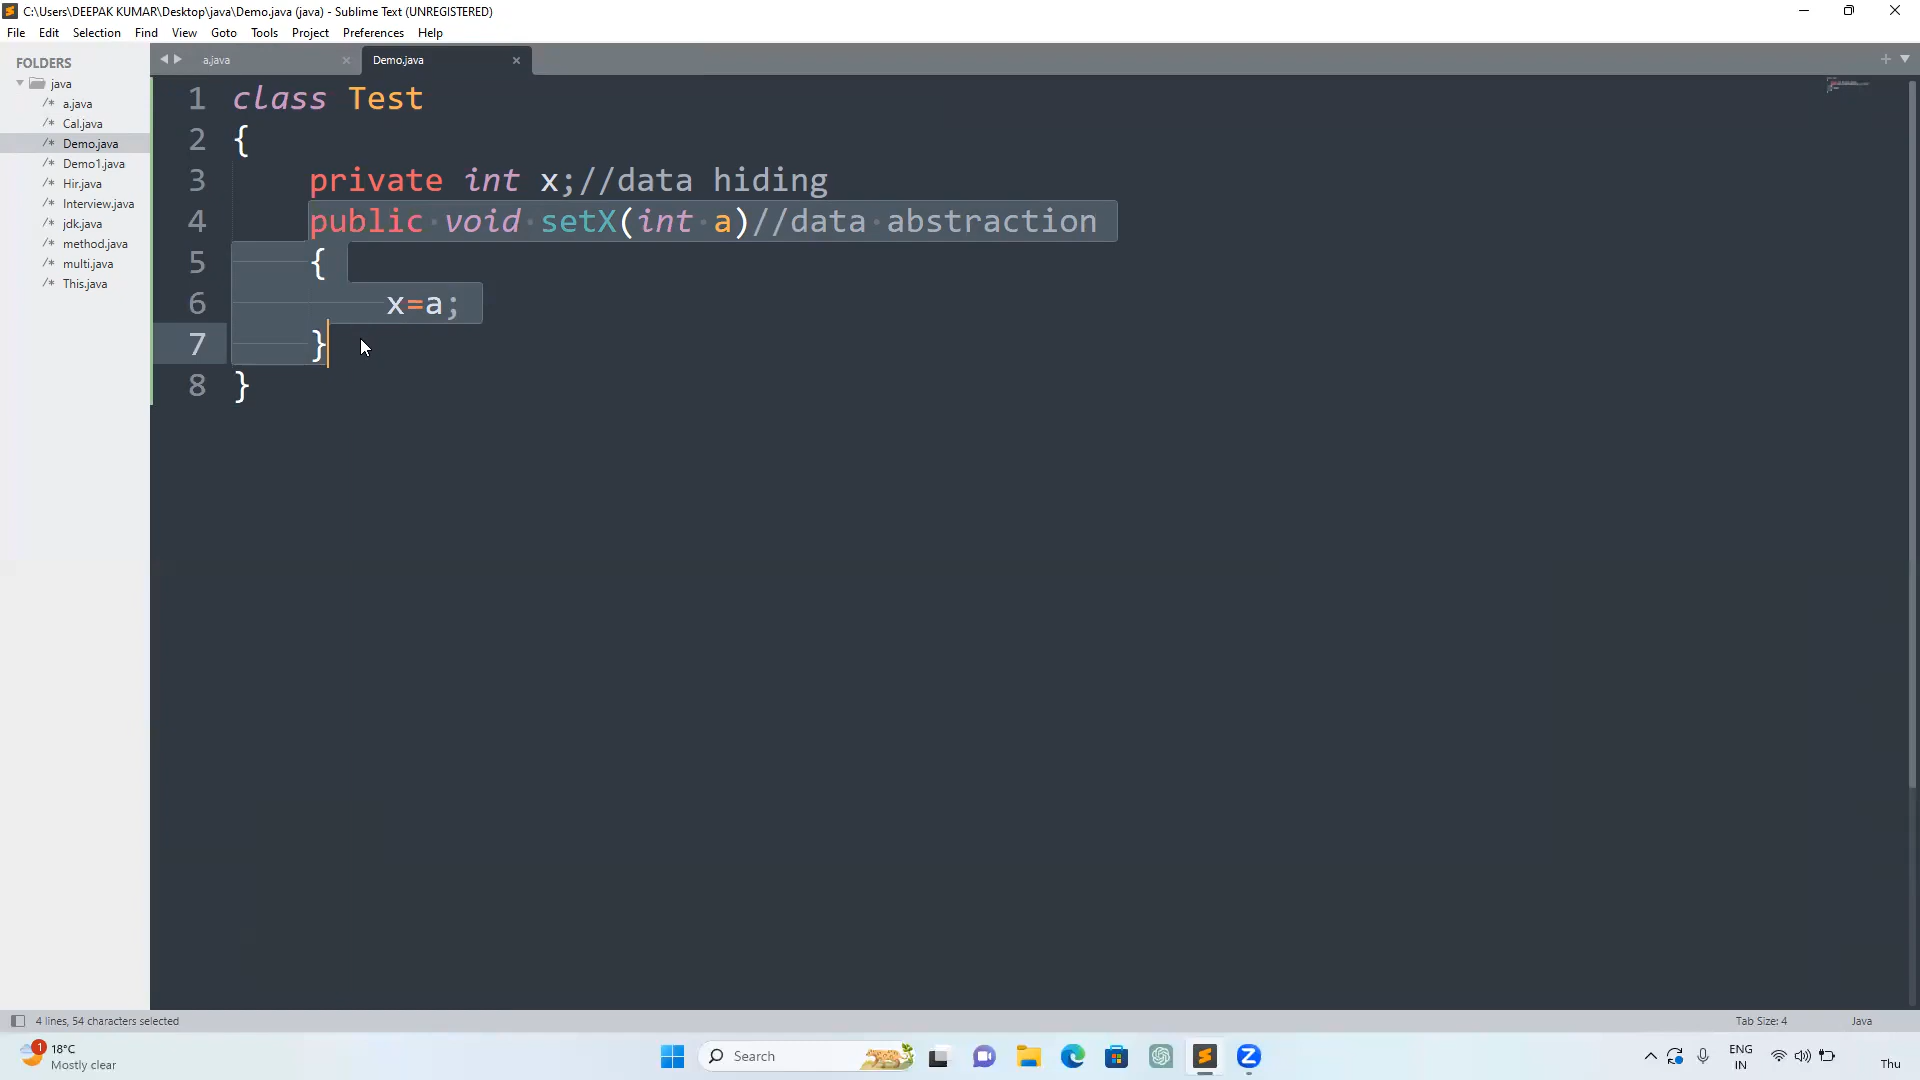 C:\Users\DEEPAK KUMAR\Desktop\java\Demo.java (java) - Sublime Text (UNREGISTERED)
File Edit Selection Find View Goto Tools Project Preferences Help
FOLDERS
java
/* a.java
/* Cal.java
/* Demo.java
/* Demo1.java
/* Hir.java
/* Interview.java
/* jdk.java
/* method.java
/* multi.java
/* This.java
a.java Demo.java
1 class Test
2 {
3 private int x;//data hiding
4 public void setX(int a)//data abstraction
5 {
6 x=a;
7 }
8 }
4 lines, 54 characters selected Tab Size: 4 Java
1 18°C
Mostly clear
Search
ENG
IN
Thu